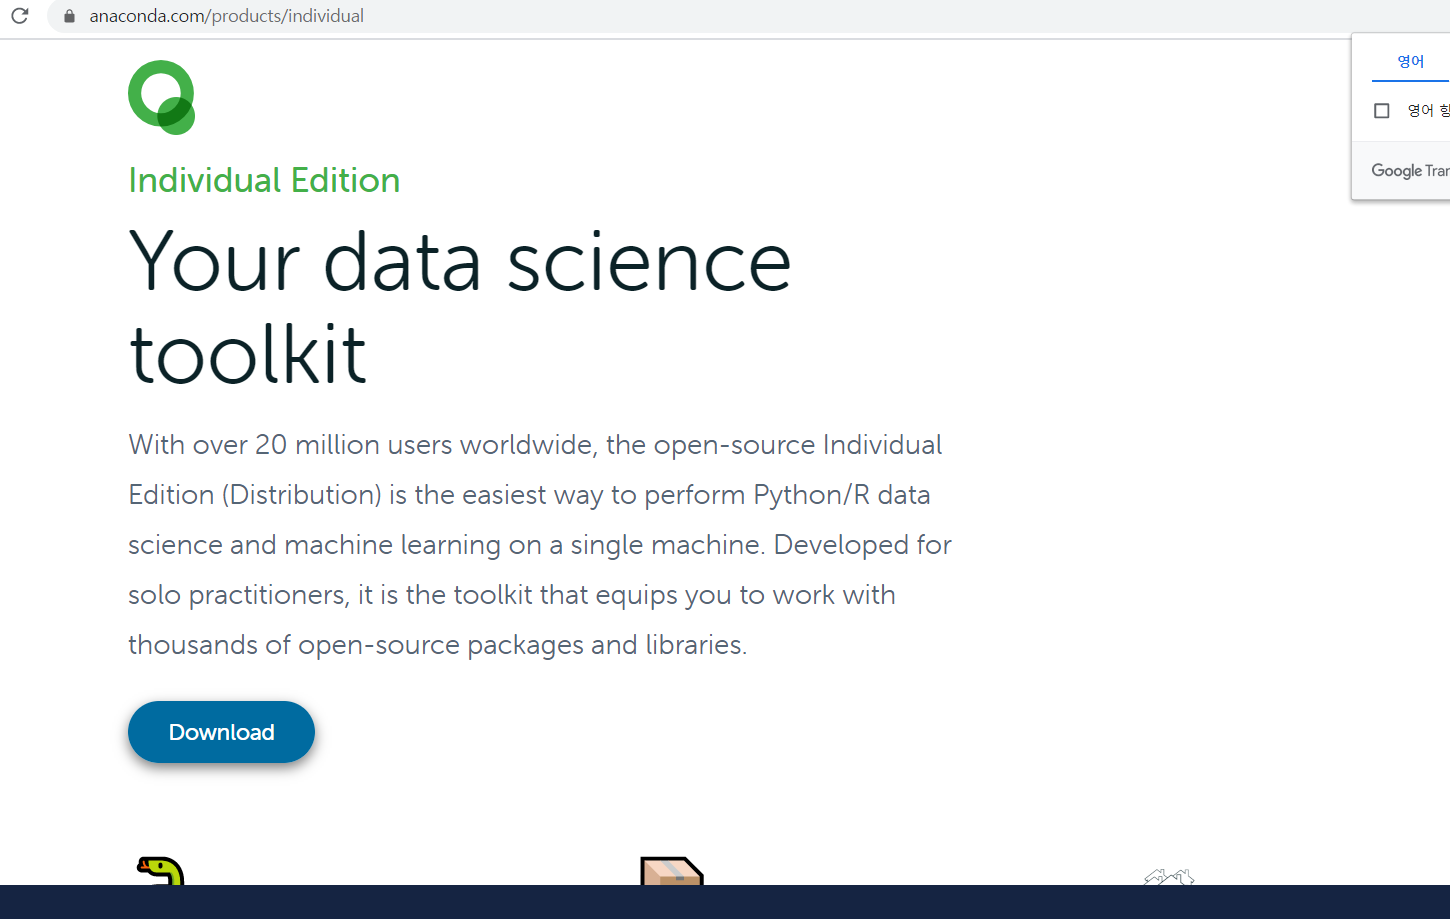 anaconda.com/products/individual
영어
영어
Google
Individual Edition
Your data science
toolkit
With over 20 million users worldwide, the open-source Individual
Edition (Distribution) is the easiest way to perform Python/R data
science and machine learning on a single machine. Developed for
solo practitioners, it is the toolkit that equips you to work with
thousands of open-source packages and libraries.
Download